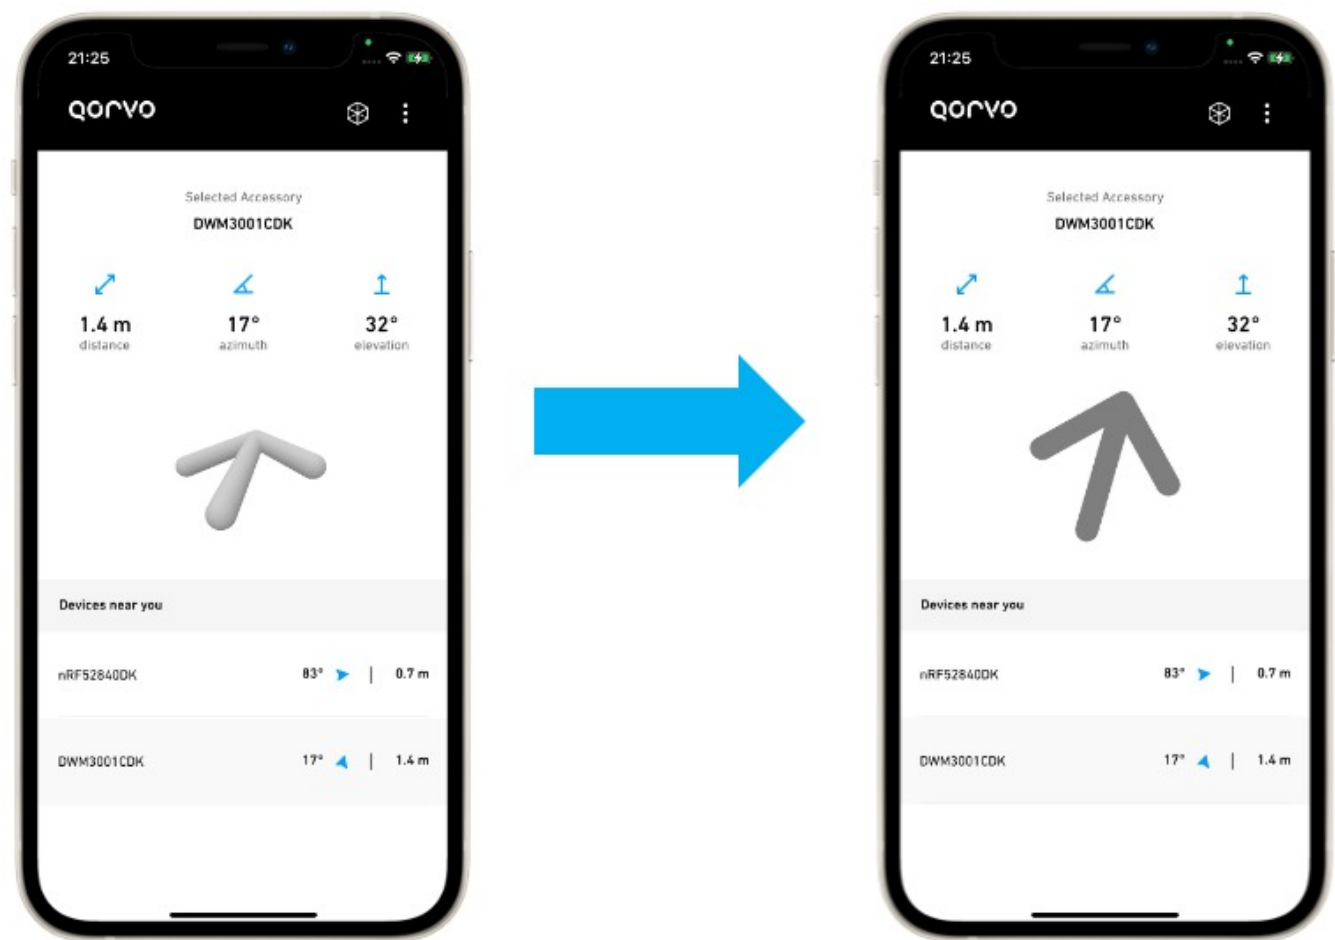 21:25
QORVO
Selected Accessory
DWM3001CDK
1.4 m
distance
17°
azimuth
32°
elevation
Devices near you
nRF52840DK 83° | 0.7 m
DWM3001CDK 17° | 1.4 m
21:25
QORVO
Selected Accessory
DWM3001CDK
1.4 m
distance
17°
azimuth
32°
elevation
Devices near you
nRF52840DK 83° | 0.7 m
DWM3001CDK 17° | 1.4 m